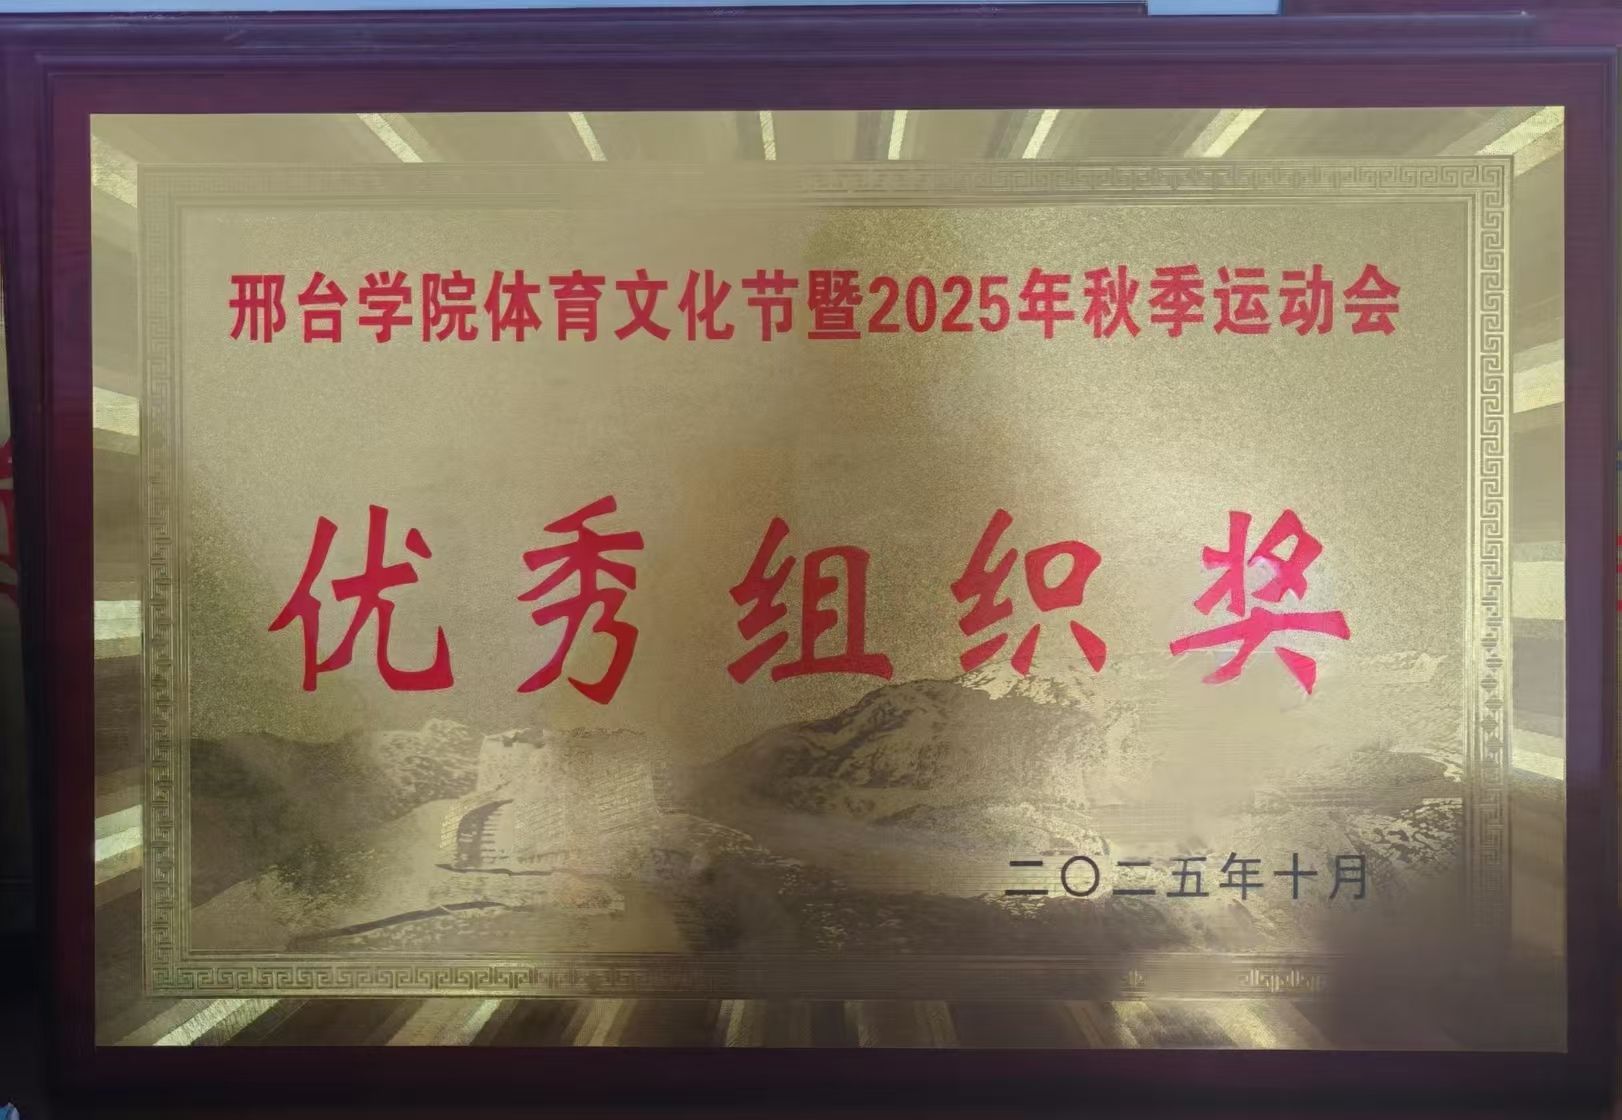 邢台学院体育文化节暨2025年秋季运动会
优秀组织奖
二〇二五年十月